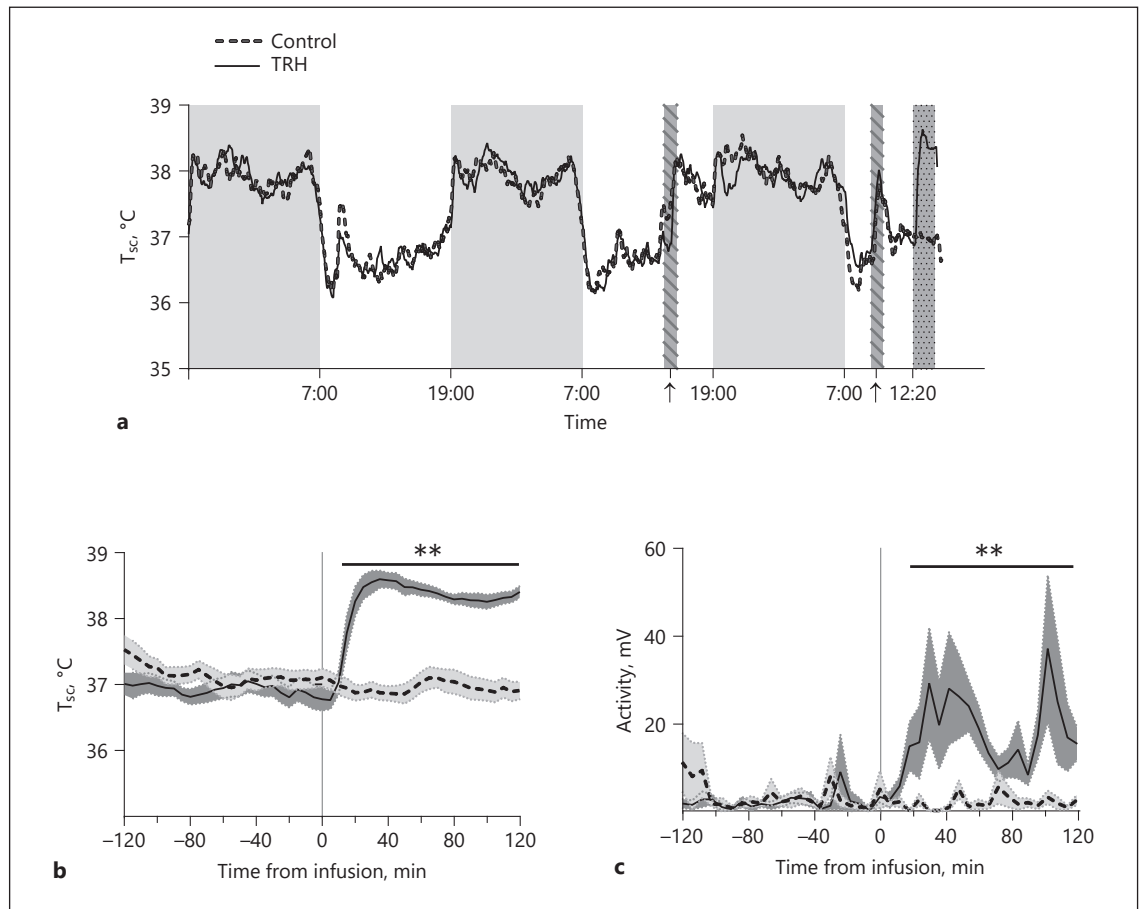 Control
TRH
39
38
37
36
35
Tsc, °C
7:00 19:00 7:00 ↑ 19:00 7:00 ↑ 12:20
Time
a
39
38
37
36
Tsc, °C
**
–120 –80 –40 0 40 80 120
Time from infusion, min
b
60
40
20
Activity, mV
**
–120 –80 –40 0 40 80 120
Time from infusion, min
c